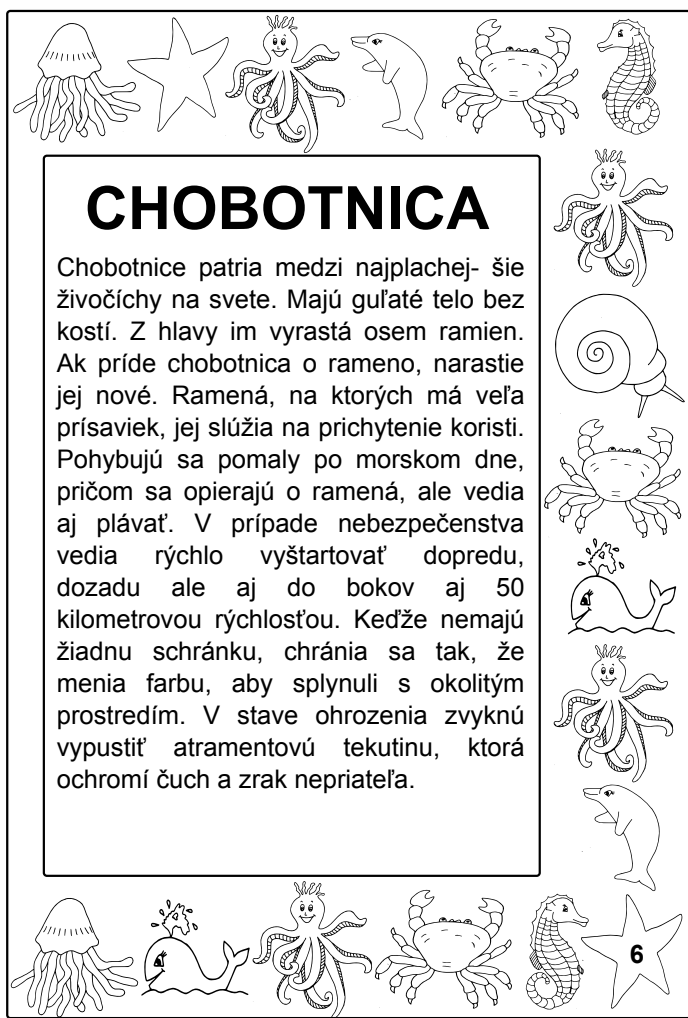 CHOBOTNICA
Chobotnice patria medzi najplachej- šie
živočíchy na svete. Majú guľaté telo bez
kostí. Z hlavy im vyrastá osem ramien.
Ak príde chobotnica o rameno, narastie
jej nové. Ramená, na ktorých má veľa
prísaviek, jej slúžia na prichytenie koristi.
Pohybujú sa pomaly po morskom dne,
pričom sa opierajú o ramená, ale vedia
aj plávať. V prípade nebezpečenstva
vedia rýchlo vyštartovať dopredu,
dozadu ale aj do bokov aj 50
kilometrovou rýchlosťou. Keďže nemajú
žiadnu schránku, chránia sa tak, že
menia farbu, aby splynuli s okolitým
prostredím. V stave ohrozenia zvyknú
vypustiť atramentovú tekutinu, ktorá
ochromí čuch a zrak nepriateľa.
6